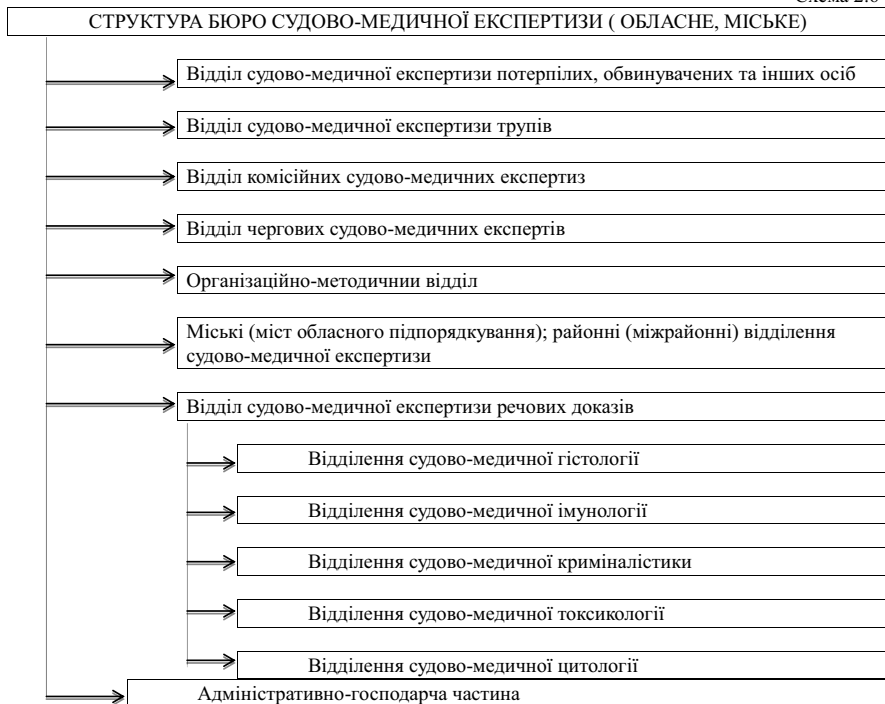 СТРУКТУРА БЮРО СУДОВО-МЕДИЧНОЇ ЕКСПЕРТИЗИ ( ОБЛАСНЕ, МІСЬКЕ)
Відділ судово-медичної експертизи потерпілих, обвинувачених та інших осіб
Відділ судово-медичної експертизи трупів
Відділ комісійних судово-медичних експертиз
Відділ чергових судово-медичних експертів
Організаційно-методичнии відділ
Міські (міст обласного підпорядкування); районні (міжрайонні) відділення
судово-медичної експертизи
Відділ судово-медичної експертизи речових доказів
Відділення судово-медичної гістології
Відділення судово-медичної імунології
Відділення судово-медичної криміналістики
Відділення судово-медичної токсикології
Відділення судово-медичної цитології
Адміністративно-господарча частина